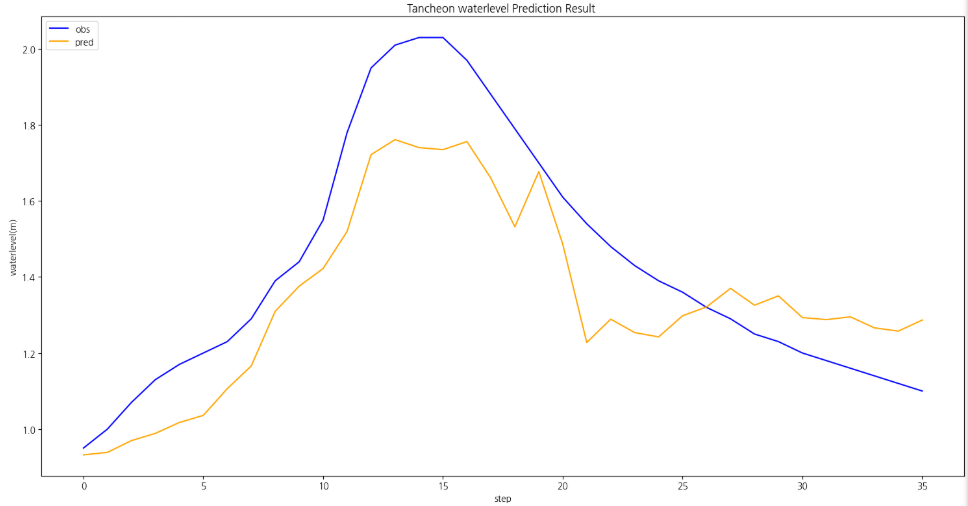 Tancheon waterlevel Prediction Result
obs
pred
waterlevel(m)
2.0
1.8
1.6
1.4
1.2
1.0
0 5 10 15 20 25 30 35
step